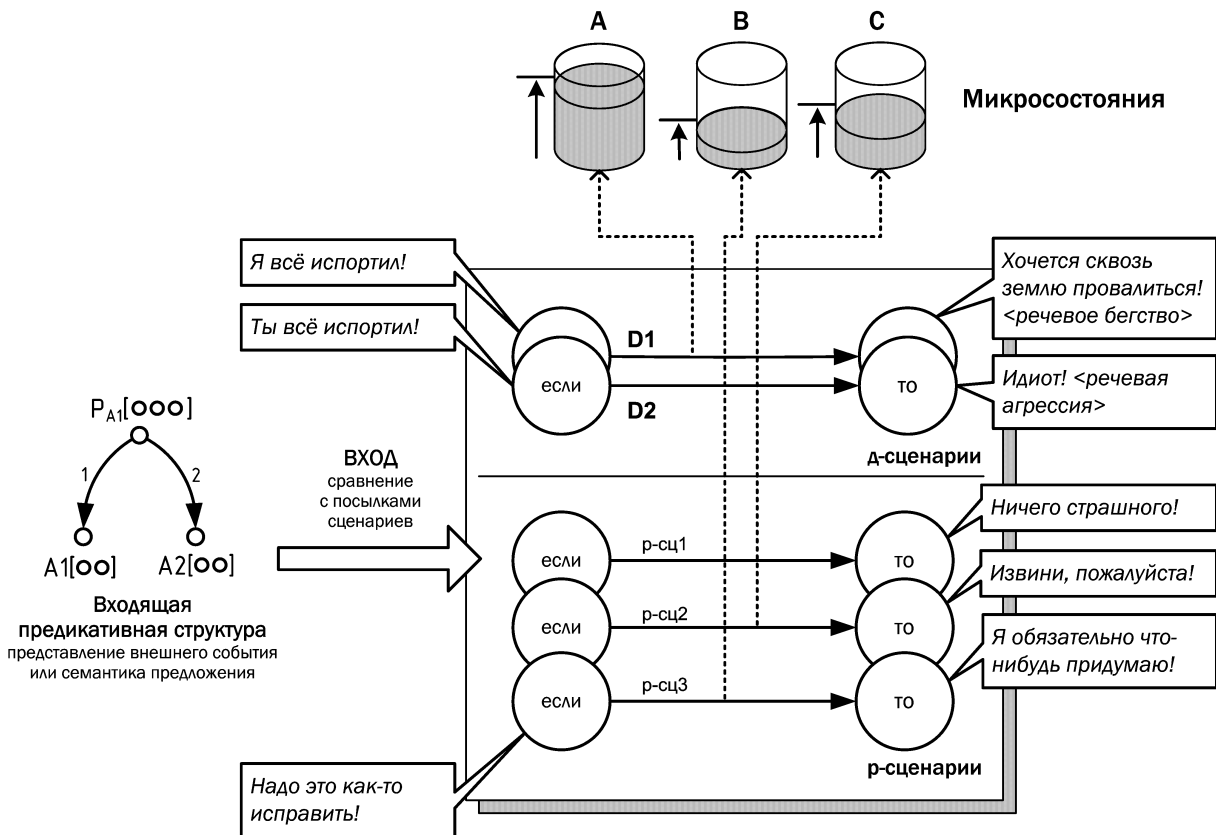 A
B
C
Микросостояния
Я всё испортил!
Ты всё испортил!
Хочется сквозь
землю провалиться!
<речевое бегство>
D1
если
то
D2
Идиот! <речевая
агрессия>
д-сценарии
P_A1[ooo]
1
2
A1[oo]
A2[oo]
Входящая
предикативная структура
представление внешнего события
или семантика предложения
ВХОД
сравнение
с посылками
сценариев
Ничего страшного!
если
р-сц1
то
Извини, пожалуйста!
если
р-сц2
то
Я обязательно что-
нибудь придумаю!
если
р-сц3
то
р-сценарии
Надо это как-то
исправить!